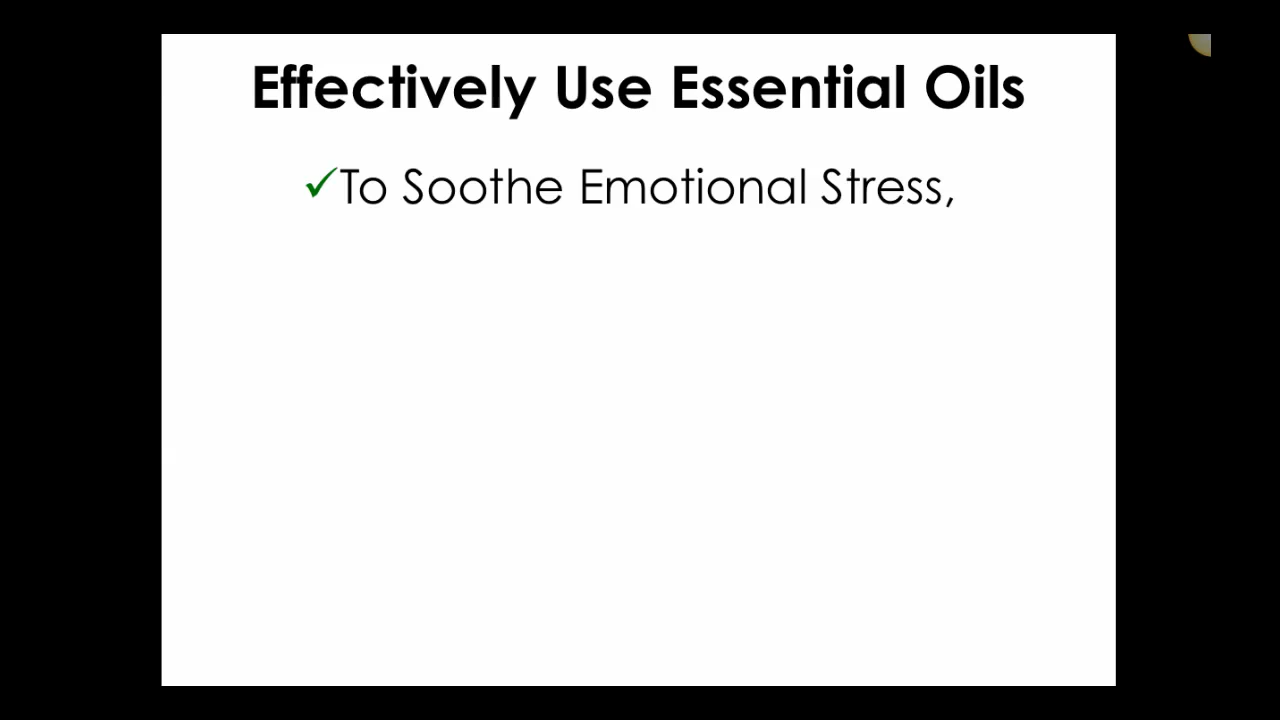 Effectively Use Essential Oils
✓To Soothe Emotional Stress,